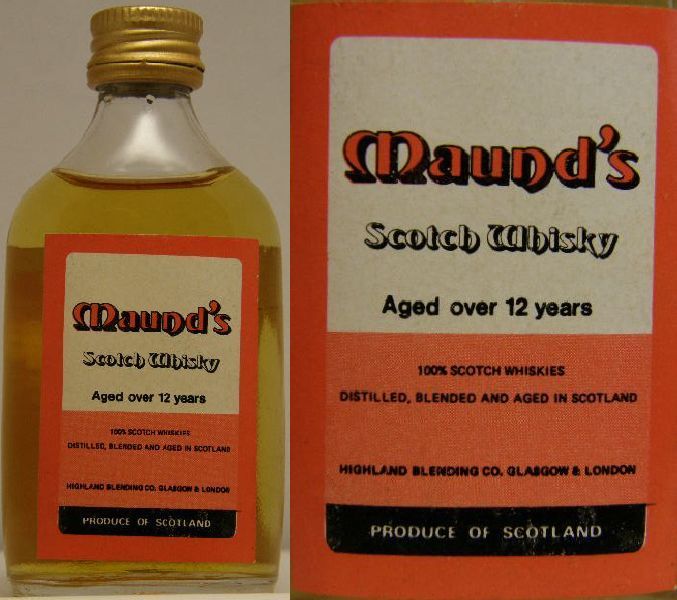 Maund's
Scotch Whisky
Aged over 12 years
100% SCOTCH WHISKIES
DISTILLED, BLENDED AND AGED IN SCOTLAND
HIGHLAND BLENDING CO. GLASGOW & LONDON
PRODUCE OF SCOTLAND
Maund's
Scotch Whisky
Aged over 12 years
100% SCOTCH WHISKIES
DISTILLED, BLENDED AND AGED IN SCOTLAND
HIGHLAND BLENDING CO. GLASGOW & LONDON
PRODUCE OF SCOTLAND